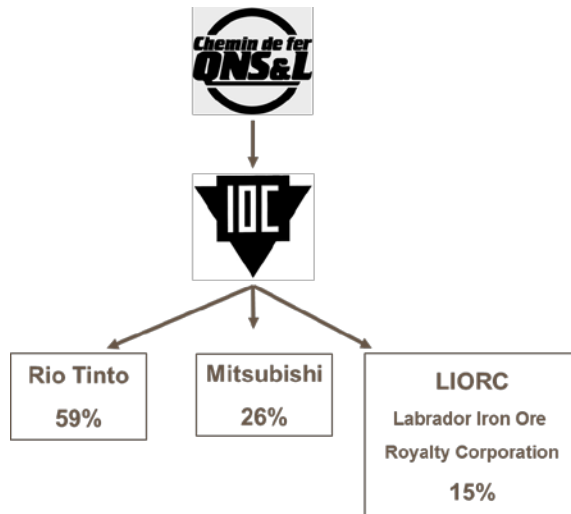 Chemin de fer
QNS&L
IOC
Rio Tinto
59%
Mitsubishi
26%
LIORC
Labrador Iron Ore
Royalty Corporation
15%